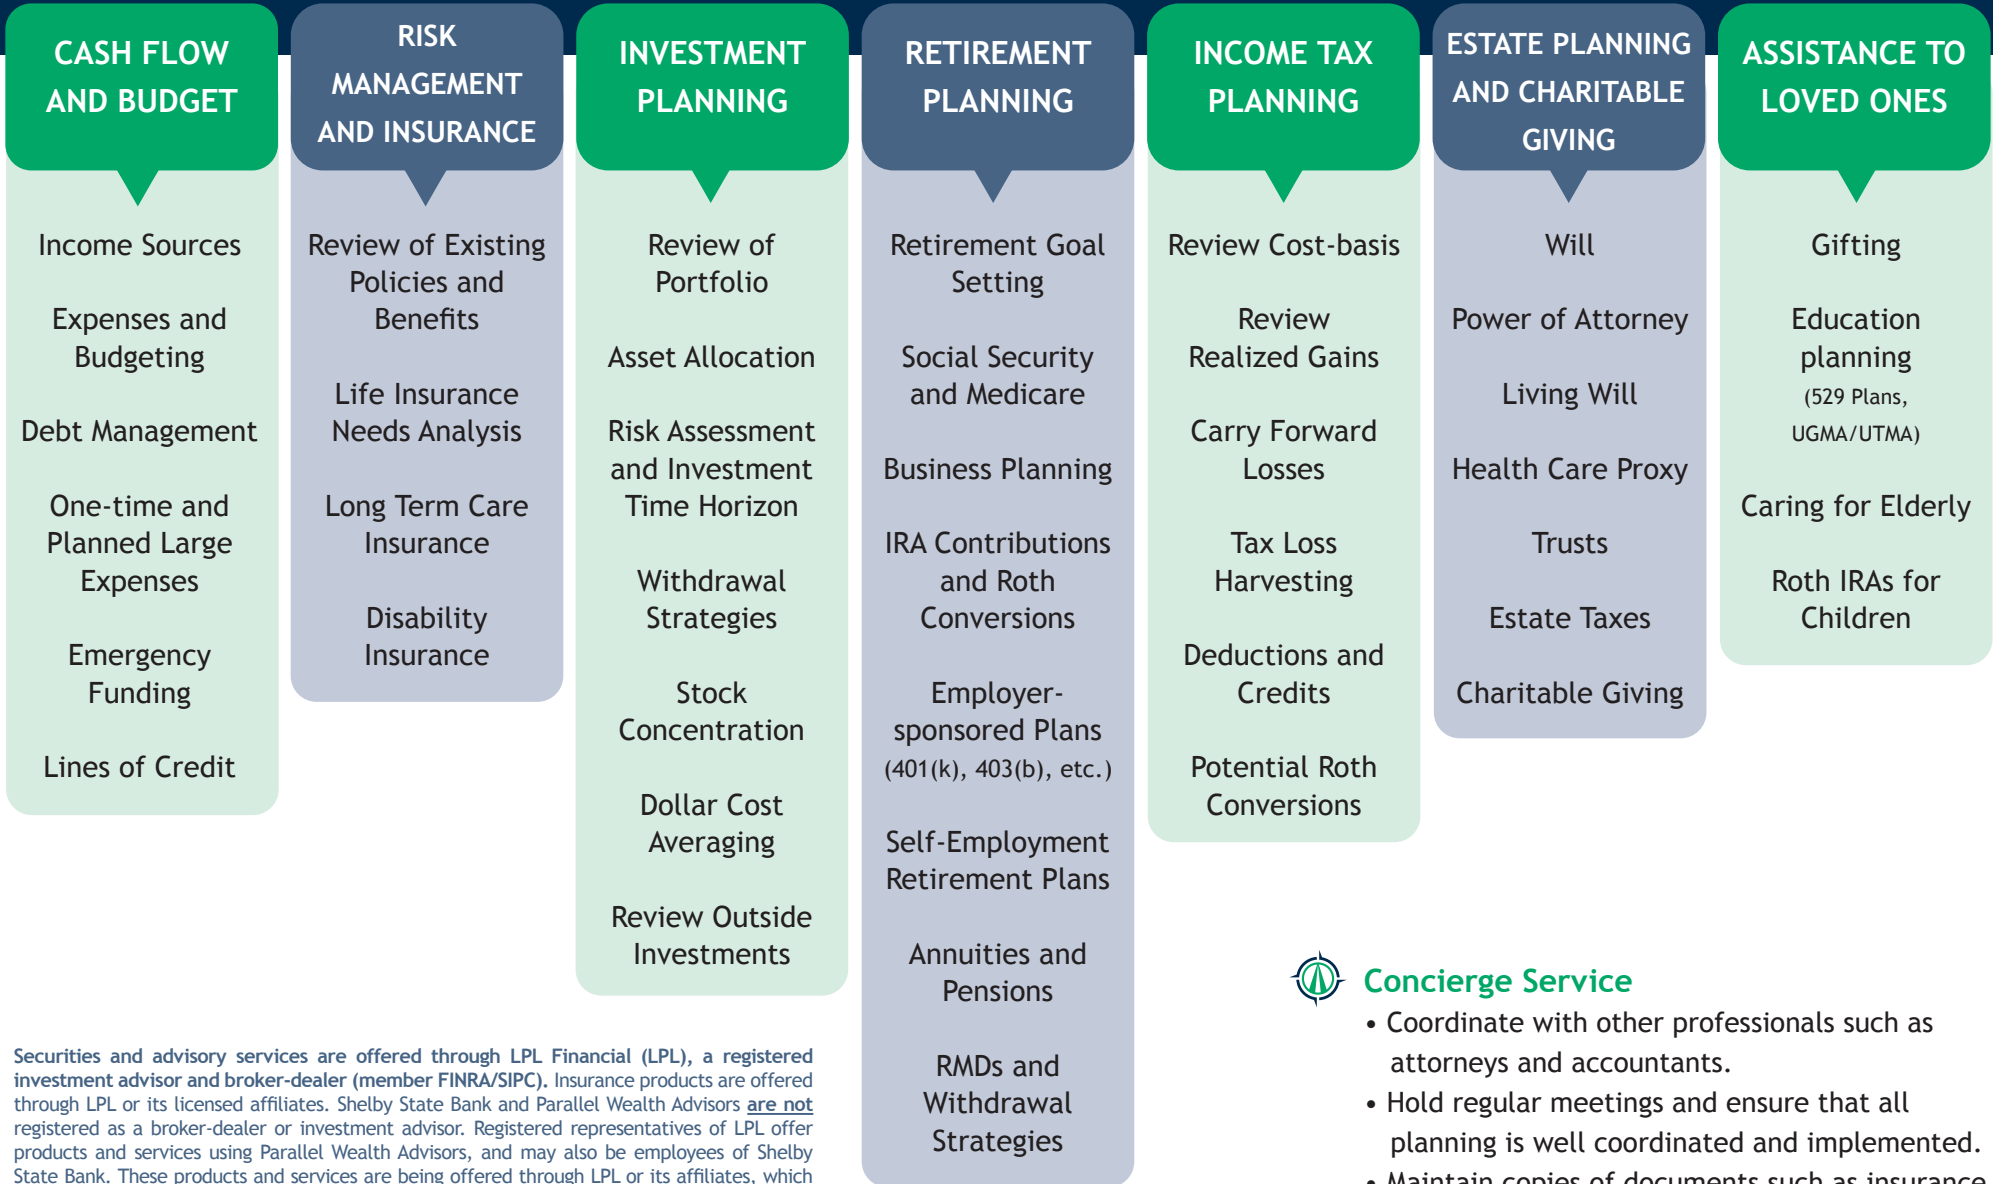 CASH FLOW
AND BUDGET
Income Sources
Expenses and
Budgeting
Debt Management
One-time and
Planned Large
Expenses
Emergency
Funding
Lines of Credit
RISK
MANAGEMENT
AND INSURANCE
Review of Existing
Policies and
Benefits
Life Insurance
Needs Analysis
Long Term Care
Insurance
Disability
Insurance
INVESTMENT
PLANNING
Review of
Portfolio
Asset Allocation
Risk Assessment
and Investment
Time Horizon
Withdrawal
Strategies
Stock
Concentration
Dollar Cost
Averaging
Review Outside
Investments
RETIREMENT
PLANNING
Retirement Goal
Setting
Social Security
and Medicare
Business Planning
IRA Contributions
and Roth
Conversions
Employer-
sponsored Plans
(401(k), 403(b), etc.)
Self-Employment
Retirement Plans
Annuities and
Pensions
RMDs and
Withdrawal
Strategies
INCOME TAX
PLANNING
Review Cost-basis
Review
Realized Gains
Carry Forward
Losses
Tax Loss
Harvesting
Deductions and
Credits
Potential Roth
Conversions
ESTATE PLANNING
AND CHARITABLE
GIVING
Will
Power of Attorney
Living Will
Health Care Proxy
Trusts
Estate Taxes
Charitable Giving
ASSISTANCE TO
LOVED ONES
Gifting
Education
planning
(529 Plans,
UGMA/UTMA)
Caring for Elderly
Roth IRAs for
Children
Securities and advisory services are offered through LPL Financial (LPL), a registered
investment advisor and broker-dealer (member FINRA/SIPC). Insurance products are offered
through LPL or its licensed affiliates. Shelby State Bank and Parallel Wealth Advisors are not
registered as a broker-dealer or investment advisor. Registered representatives of LPL offer
products and services using Parallel Wealth Advisors, and may also be employees of Shelby
State Bank. These products and services are being offered through LPL or its affiliates, which
Concierge Service
• Coordinate with other professionals such as
attorneys and accountants.
• Hold regular meetings and ensure that all
planning is well coordinated and implemented.
• Maintain copies of documents such as insurance